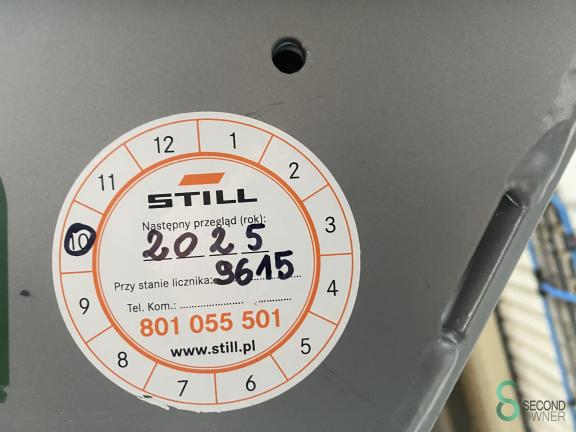 12
1
2
3
4
5
6
7
8
9
10
11
STILL
Następny przegląd (rok):
2025
Przy stanie licznika: 9615
Tel. Kom.: ................................................
801 055 501
www.still.pl
SECOND
OWNER